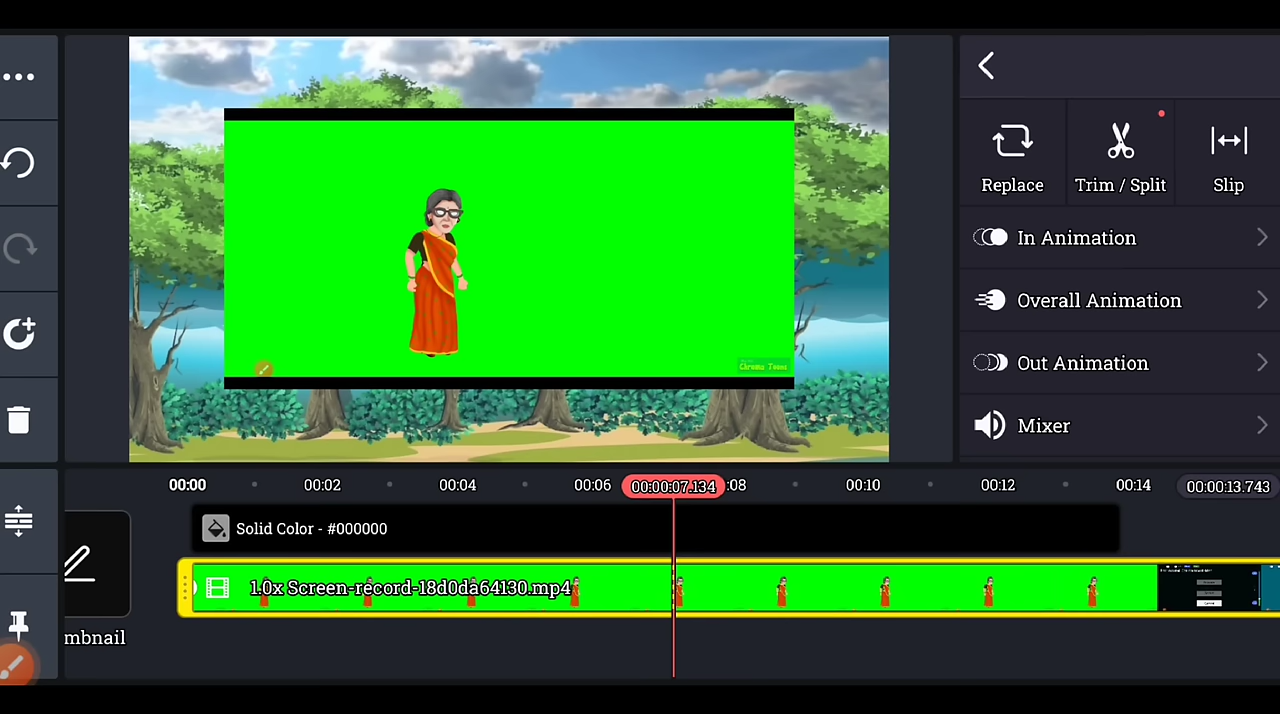 Replace
Trim / Split
Slip
In Animation
Overall Animation
Out Animation
Mixer
Chroma Toons
00:00
00:02
00:04
00:06
00:00:07.134
:08
00:10
00:12
00:14
00:00:13.743
Solid Color - #000000
1.0x Screen-record-18d0da64130.mp4
mbnail